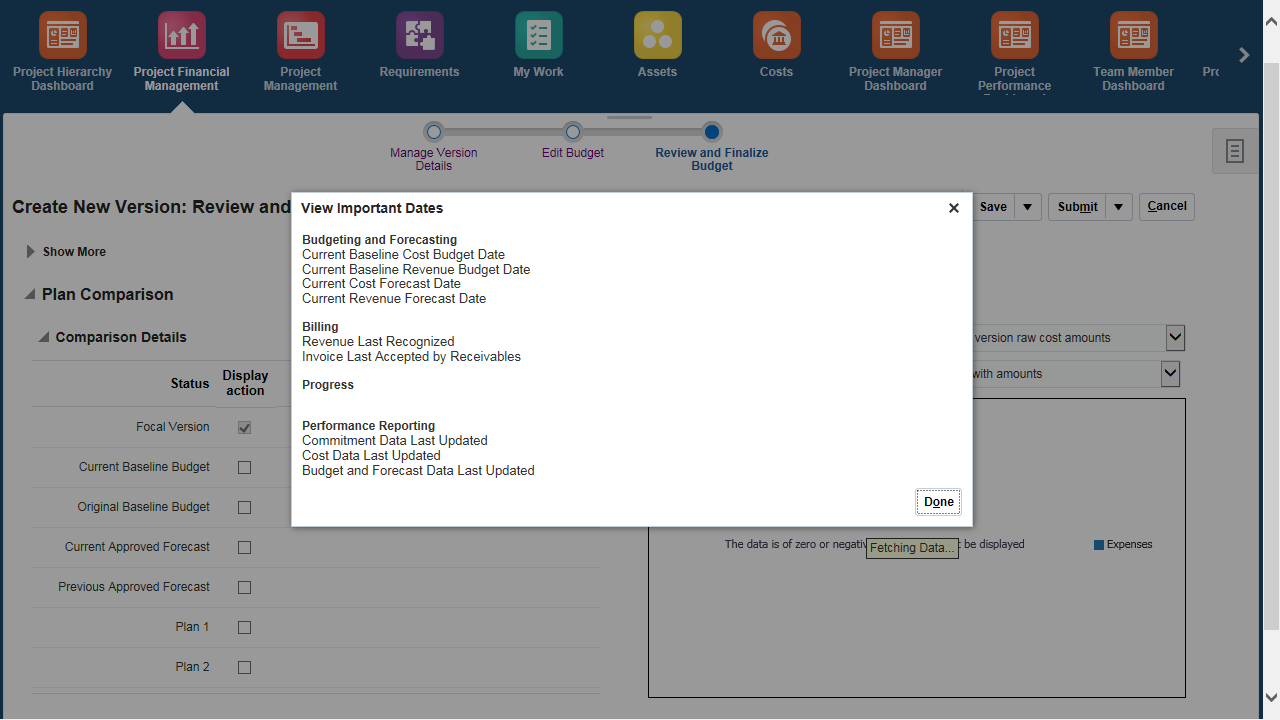 Project Hierarchy
Dashboard
Project Financial
Management
Project
Management
Requirements
My Work
Assets
Costs
Project Manager
Dashboard
Project
Performance
Team Member
Dashboard
Manage Version
Details
Edit Budget
Review and Finalize
Budget
Create New Version: Review and
Save
Submit
Cancel
Show More
Plan Comparison
Comparison Details
Status
Display
action
Focal Version
Current Baseline Budget
Original Baseline Budget
Current Approved Forecast
Previous Approved Forecast
Plan 1
Plan 2
View Important Dates
Budgeting and Forecasting
Current Baseline Cost Budget Date
Current Baseline Revenue Budget Date
Current Cost Forecast Date
Current Revenue Forecast Date
Billing
Revenue Last Recognized
Invoice Last Accepted by Receivables
Progress
Performance Reporting
Commitment Data Last Updated
Cost Data Last Updated
Budget and Forecast Data Last Updated
Done
version raw cost amounts
with amounts
The data is of zero or negativ
Fetching Data...
be displayed
Expenses